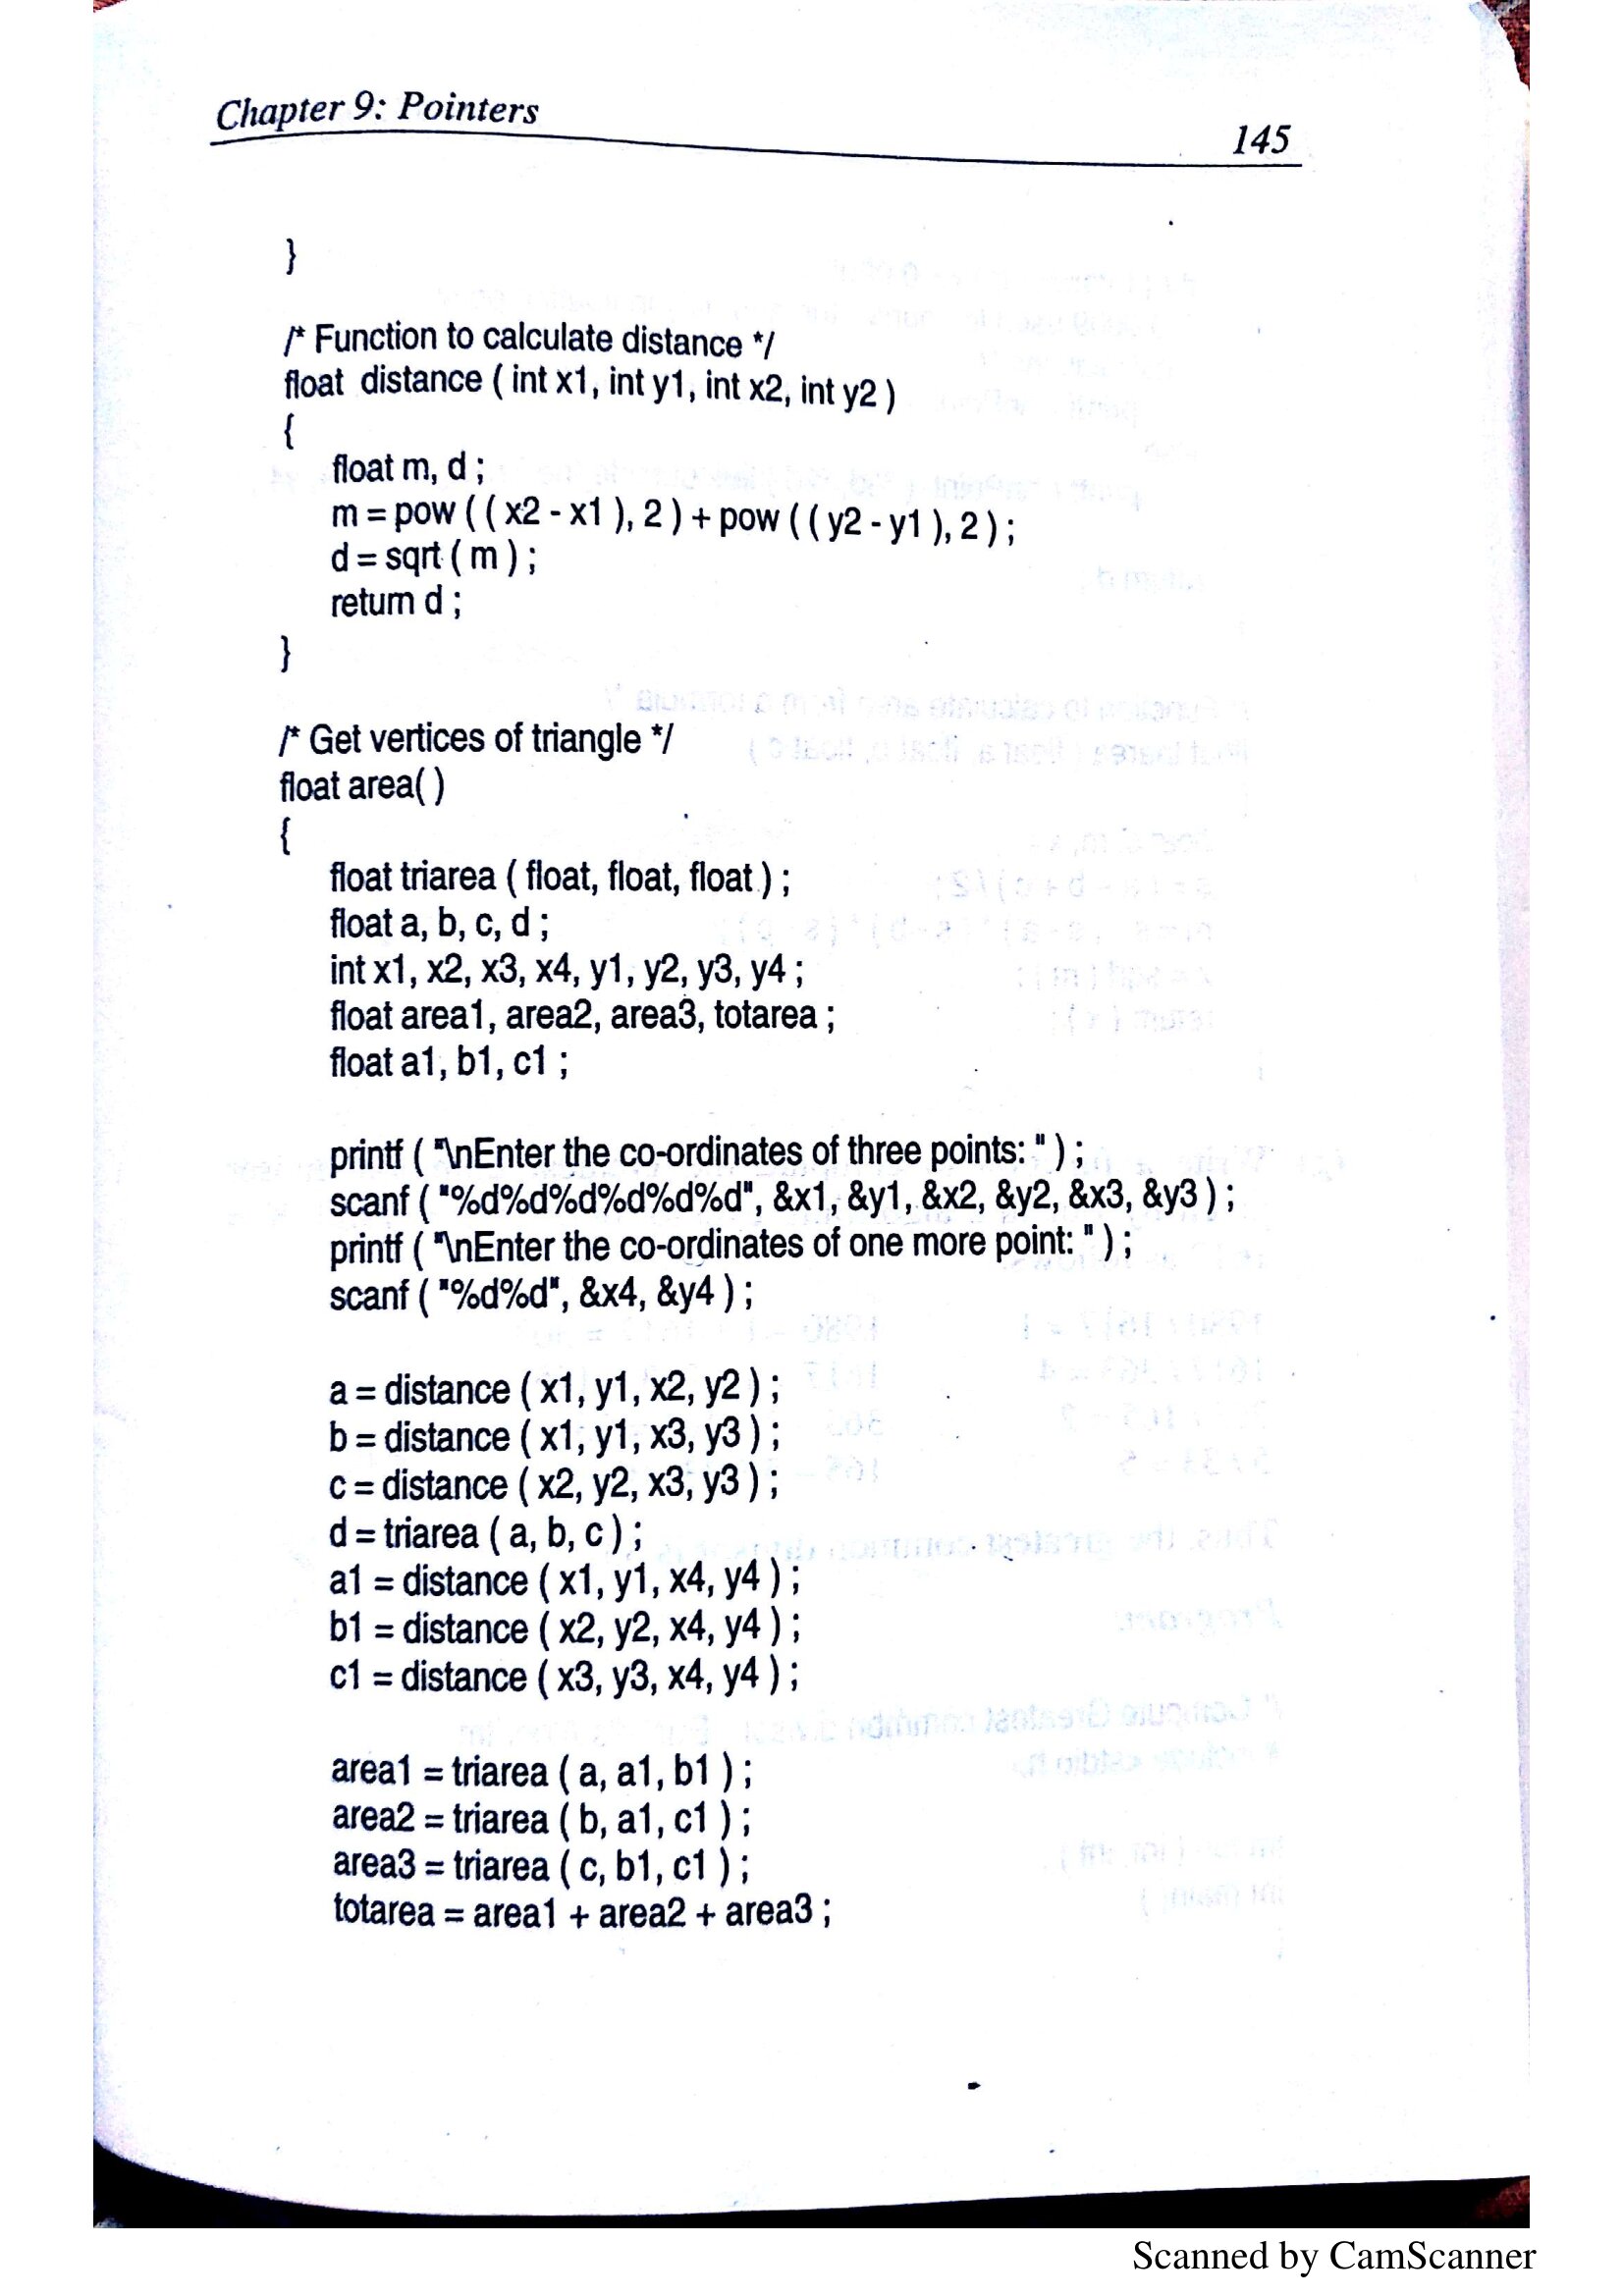 Chapter 9: Pointers
145
}
/* Function to calculate distance */
float distance ( int x1, int y1, int x2, int y2 )
{
float m, d ;
m = pow ( ( x2 - x1 ), 2 ) + pow ( ( y2 - y1 ), 2 ) ;
d = sqrt ( m ) ;
return d ;
}
/* Get vertices of triangle */
float area( )
{
float triarea ( float, float, float ) ;
float a, b, c, d ;
int x1, x2, x3, x4, y1, y2, y3, y4 ;
float area1, area2, area3, totarea ;
float a1, b1, c1 ;
printf ( "\nEnter the co-ordinates of three points: " ) ;
scanf ( "%d%d%d%d%d%d", &x1, &y1, &x2, &y2, &x3, &y3 ) ;
printf ( "\nEnter the co-ordinates of one more point: " ) ;
scanf ( "%d%d", &x4, &y4 ) ;
a = distance ( x1, y1, x2, y2 ) ;
b = distance ( x1, y1, x3, y3 ) ;
c = distance ( x2, y2, x3, y3 ) ;
d = triarea ( a, b, c ) ;
a1 = distance ( x1, y1, x4, y4 ) ;
b1 = distance ( x2, y2, x4, y4 ) ;
c1 = distance ( x3, y3, x4, y4 ) ;
area1 = triarea ( a, a1, b1 ) ;
area2 = triarea ( b, a1, c1 ) ;
area3 = triarea ( c, b1, c1 ) ;
totarea = area1 + area2 + area3 ;
Scanned by CamScanner